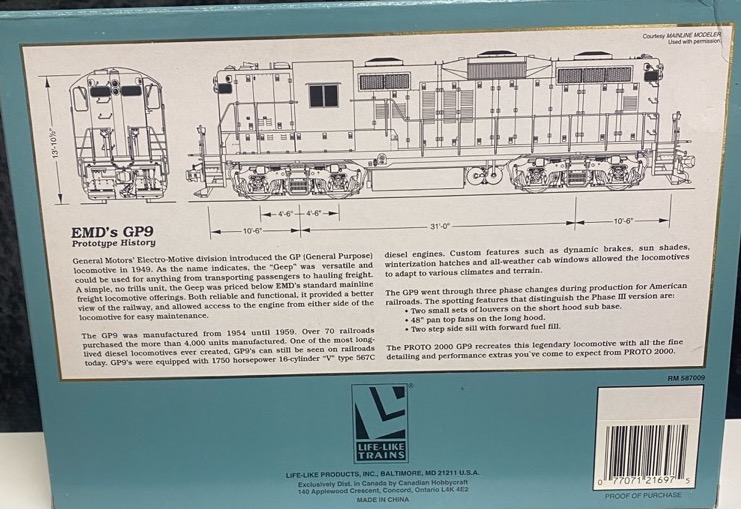 Courtesy MAINLINE MODELER
Used with permission
13'-10½"
4'-6" 4'-6"
10'-6" 31'-0" 10'-6"
EMD's GP9
Prototype History
General Motors' Electro-Motive division introduced the GP (General Purpose)
locomotive in 1949. As the name indicates, the "Geep" was versatile and
could be used for anything from transporting passengers to hauling freight.
A simple, no frills unit, the Geep was priced below EMD's standard mainline
freight locomotive offerings. Both reliable and functional, it provided a better
view of the railway, and allowed access to the engine from either side of the
locomotive for easy maintenance.
The GP9 was manufactured from 1954 until 1959. Over 70 railroads
purchased the more than 4,000 units manufactured. One of the most long-
lived diesel locomotives ever created, GP9's can still be seen on railroads
today. GP9's were equipped with 1750 horsepower 16-cylinder "V" type 567C
diesel engines. Custom features such as dynamic brakes, sun shades,
winterization hatches and all-weather cab windows allowed the locomotives
to adapt to various climates and terrain.
The GP9 went through three phase changes during production for American
railroads. The spotting features that distinguish the Phase III version are:
• Two small sets of louvers on the short hood sub base.
• 48" pan top fans on the long hood.
• Two step side sill with forward fuel fill.
The PROTO 2000 GP9 recreates this legendary locomotive with all the fine
detailing and performance extras you've come to expect from PROTO 2000.
RM 587009
®
LIFE-LIKE
TRAINS
LIFE-LIKE PRODUCTS, INC., BALTIMORE, MD 21211 U.S.A.
Exclusively Dist. in Canada by Canadian Hobbycraft
140 Applewood Crescent, Concord, Ontario L4K 4E2
MADE IN CHINA
0 77071 21697 5
PROOF OF PURCHASE